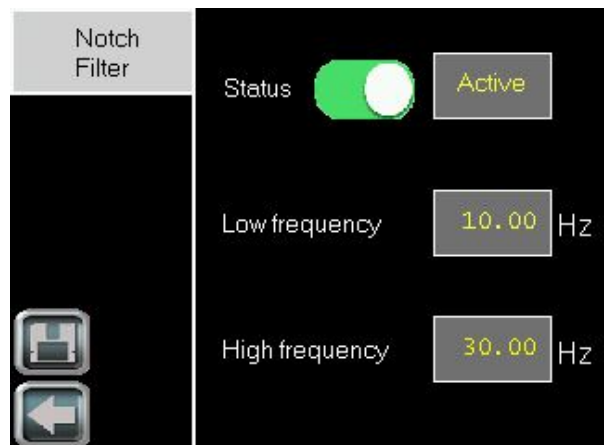 Notch
Filter
Status Active
Low frequency 10.00 Hz
High frequency 30.00 Hz